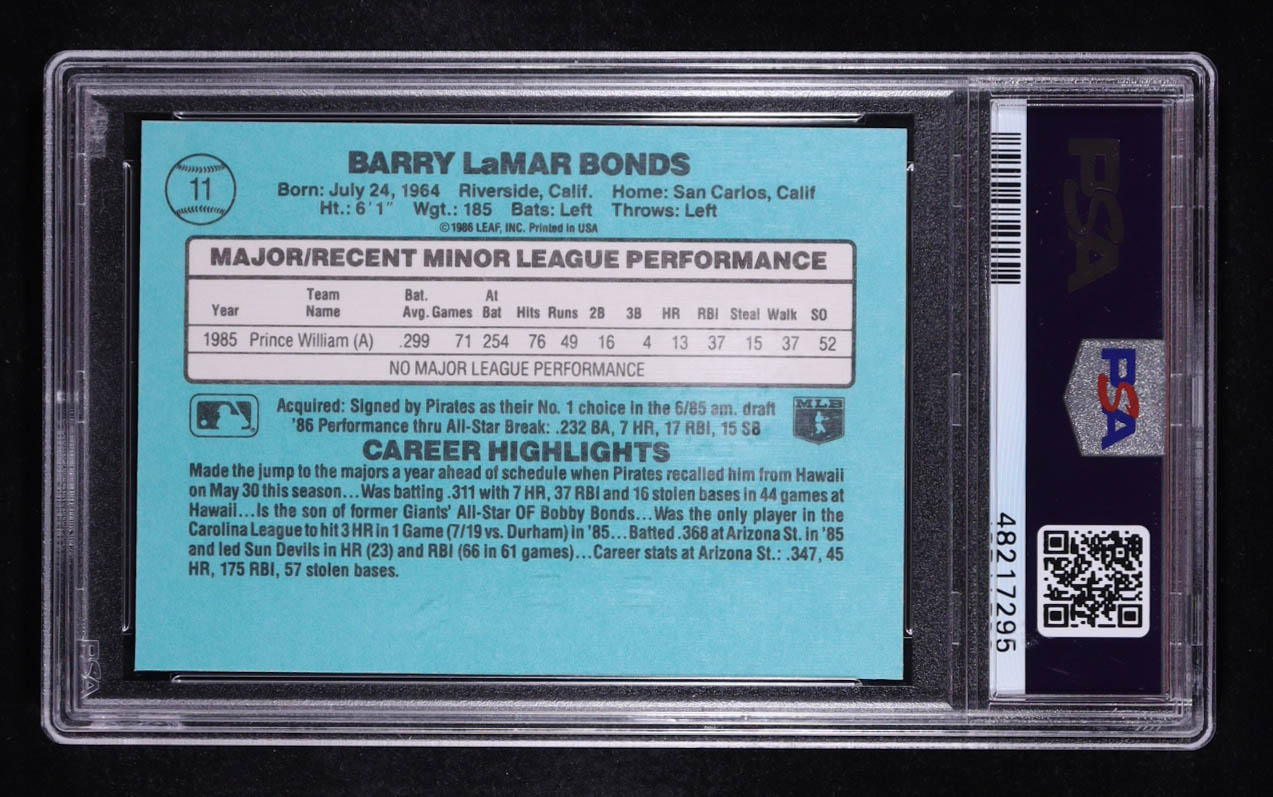 11
BARRY LaMAR BONDS
Born: July 24, 1964 Riverside, Calif. Home: San Carlos, Calif
Ht.: 6'1" Wgt.: 185 Bats: Left Throws: Left
©1986 LEAF, INC. Printed in USA
MAJOR/RECENT MINOR LEAGUE PERFORMANCE
Year Team Name Bat. Avg. Games At Bat Hits Runs 2B 3B HR RBI Steal Walk SO
1985 Prince William (A) .299 71 254 76 49 16 4 13 37 15 37 52
NO MAJOR LEAGUE PERFORMANCE
Acquired: Signed by Pirates as their No. 1 choice in the 6/85 am. draft
'86 Performance thru All-Star Break: .232 BA, 7 HR, 17 RBI, 15 SB
MLB
CAREER HIGHLIGHTS
Made the jump to the majors a year ahead of schedule when Pirates recalled him from Hawaii
on May 30 this season...Was batting .311 with 7 HR, 37 RBI and 16 stolen bases in 44 games at
Hawaii...Is the son of former Giants' All-Star OF Bobby Bonds...Was the only player in the
Carolina League to hit 3 HR in 1 Game (7/19 vs. Durham) in '85...Batted .368 at Arizona St. in '85
and led Sun Devils in HR (23) and RBI (66 in 61 games)...Career stats at Arizona St.: .347, 45
HR, 175 RBI, 57 stolen bases.
PSA
PSA
PSA
48217295